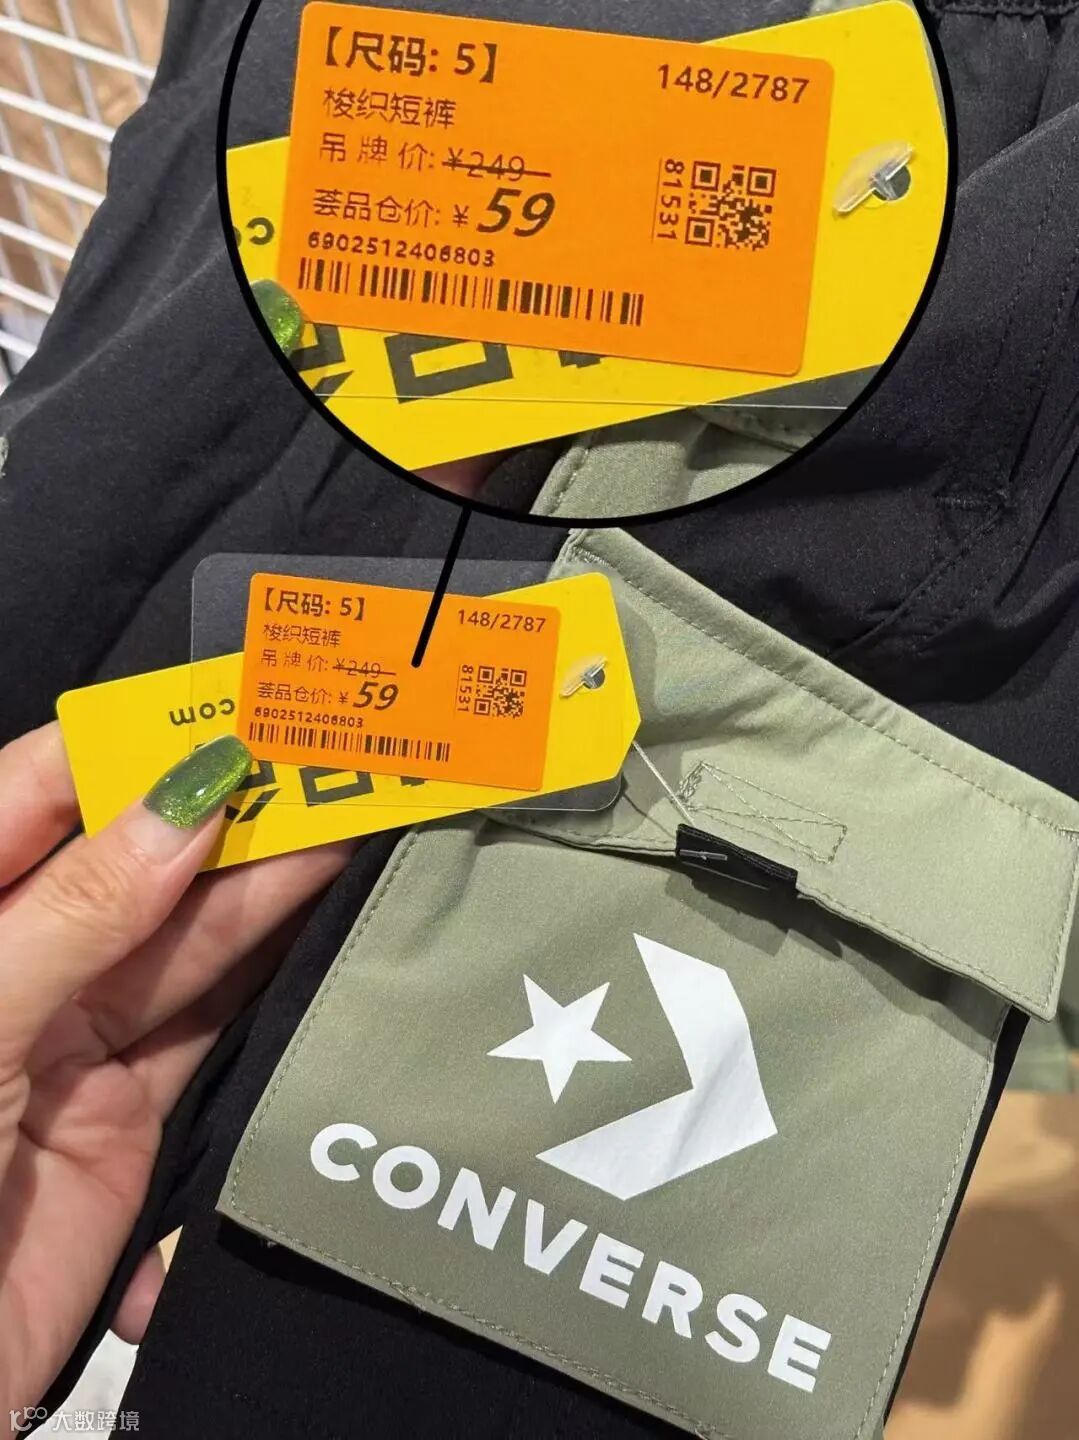 【尺码: 5】
148/2787
梭织短裤
吊牌价: ¥249
荟品仓价: ¥59
81531
6902512406803
【尺码: 5】
148/2787
梭织短裤
吊牌价: ¥249
荟品仓价: ¥59
81531
6902512406803
com
CONVERSE
大数跨境